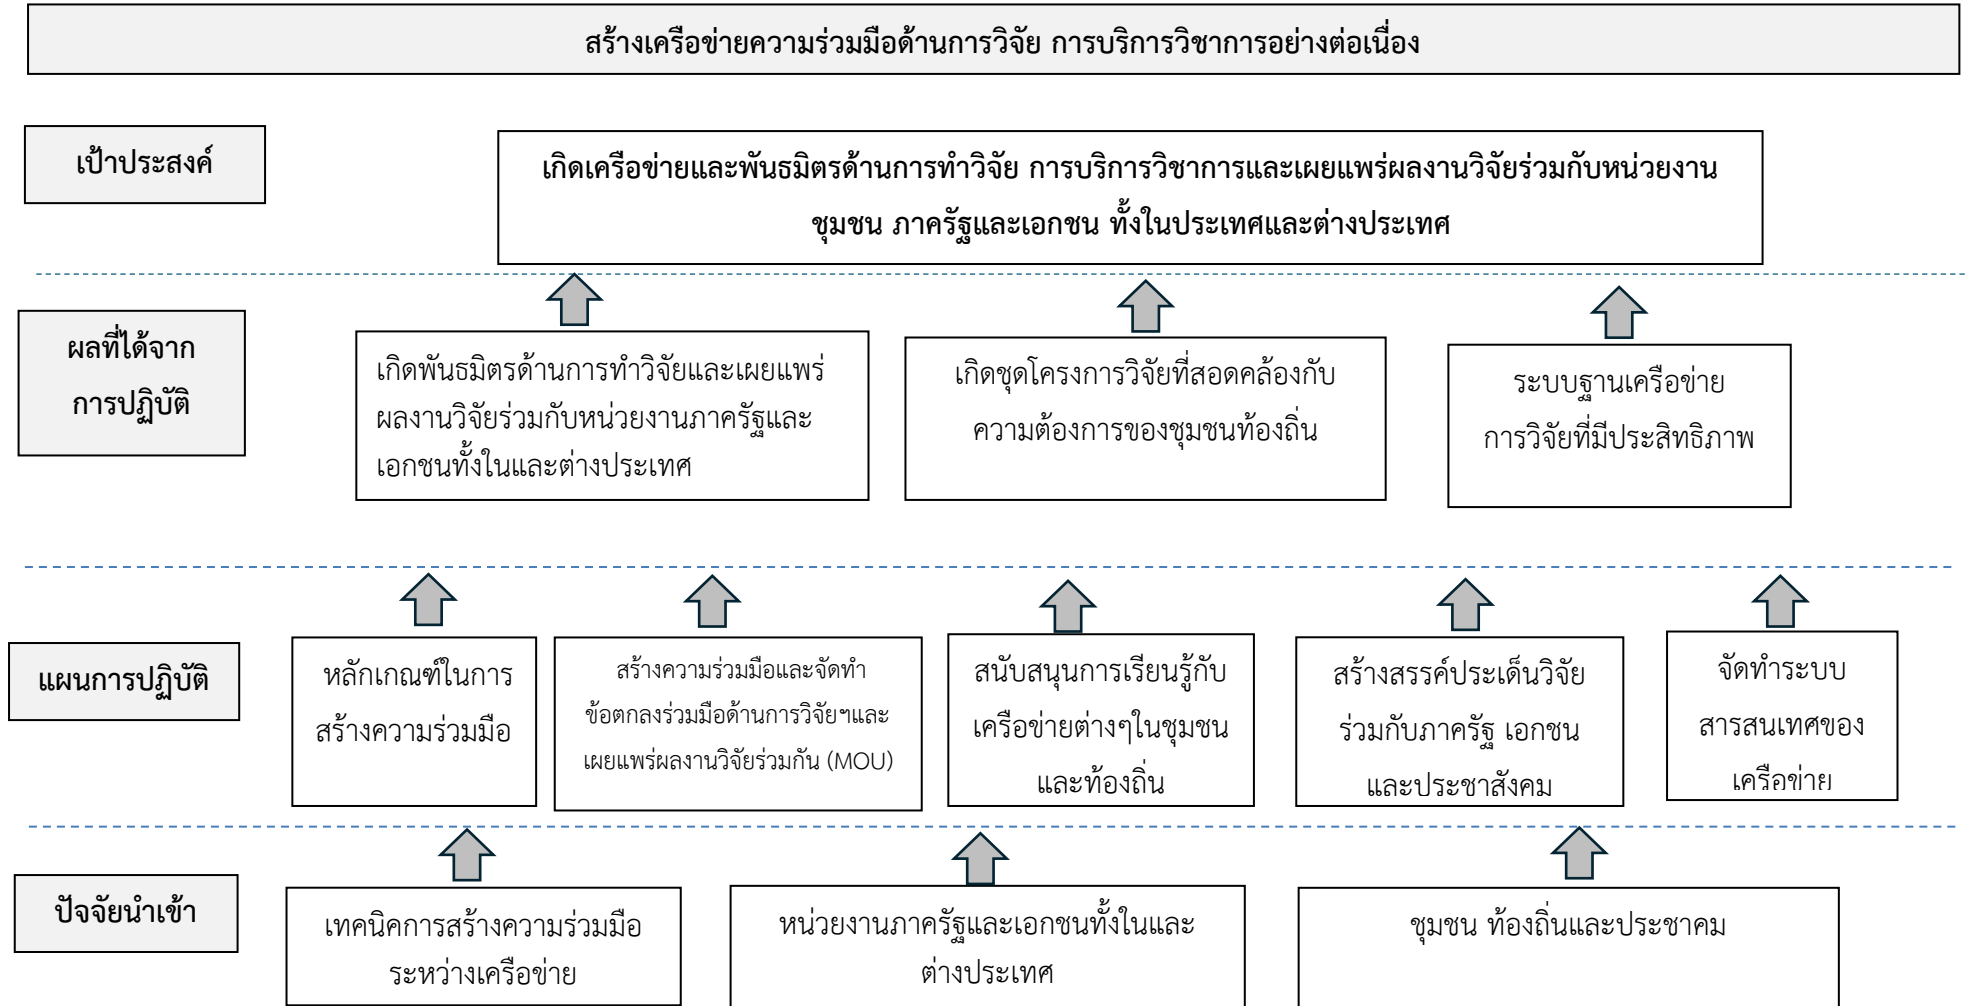 สร้างเครือข่ายความร่วมมือด้านการวิจัย การบริการวิชาการอย่างต่อเนื่อง
เป้าประสงค์
เกิดเครือข่ายและพันธมิตรด้านการทำวิจัย การบริการวิชาการและเผยแพร่ผลงานวิจัยร่วมกับหน่วยงาน
ชุมชน ภาครัฐและเอกชน ทั้งในประเทศและต่างประเทศ
ผลที่ได้จาก
การปฏิบัติ
เกิดพันธมิตรด้านการทำวิจัยและเผยแพร่
ผลงานวิจัยร่วมกับหน่วยงานภาครัฐและ
เอกชนทั้งในและต่างประเทศ
เกิดชุดโครงการวิจัยที่สอดคล้องกับ
ความต้องการของชุมชนท้องถิ่น
ระบบฐานเครือข่าย
การวิจัยที่มีประสิทธิภาพ
แผนการปฏิบัติ
หลักเกณฑ์ในการ
สร้างความร่วมมือ
สร้างความร่วมมือและจัดทำ
ข้อตกลงร่วมมือด้านการวิจัยฯและ
เผยแพร่ผลงานวิจัยร่วมกัน (MOU)
สนับสนุนการเรียนรู้กับ
เครือข่ายต่างๆในชุมชน
และท้องถิ่น
สร้างสรรค์ประเด็นวิจัย
ร่วมกับภาครัฐ เอกชน
และประชาสังคม
จัดทำระบบ
สารสนเทศของ
เครือข่าย
ปัจจัยนำเข้า
เทคนิคการสร้างความร่วมมือ
ระหว่างเครือข่าย
หน่วยงานภาครัฐและเอกชนทั้งในและ
ต่างประเทศ
ชุมชน ท้องถิ่นและประชาคม